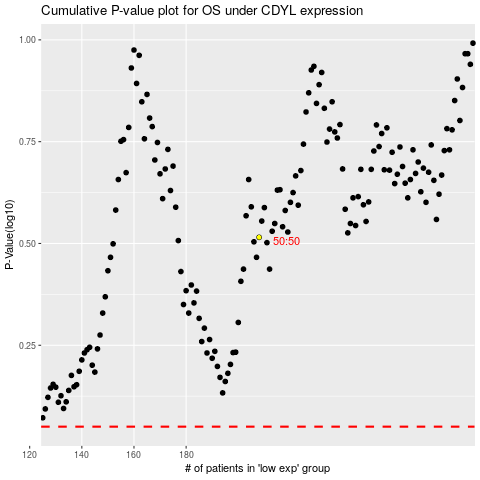 Cumulative P-value plot for OS under CDYL expression
P-Value(log10)
1.00
0.75
0.50
0.25
50:50
120 140 160 180
# of patients in 'low exp' group